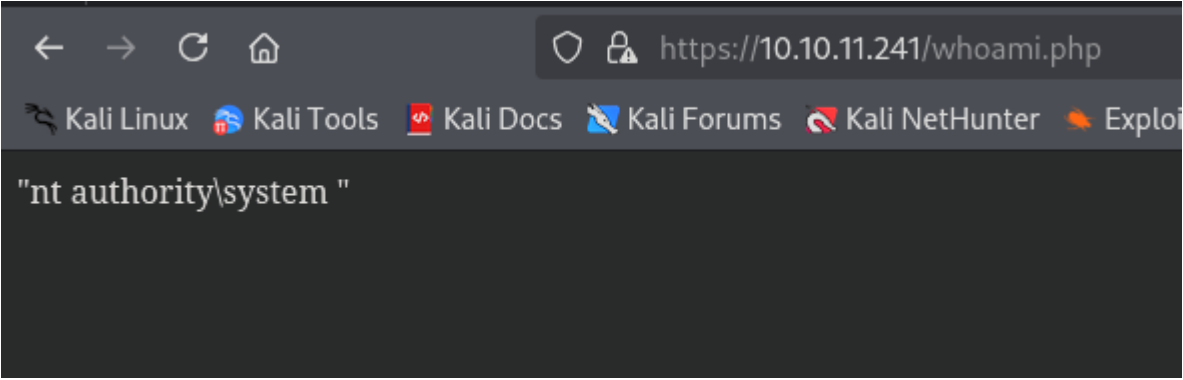 https://10.10.11.241/whoami.php
Kali Linux Kali Tools Kali Docs Kali Forums Kali NetHunter Exploi
"nt authority\system "